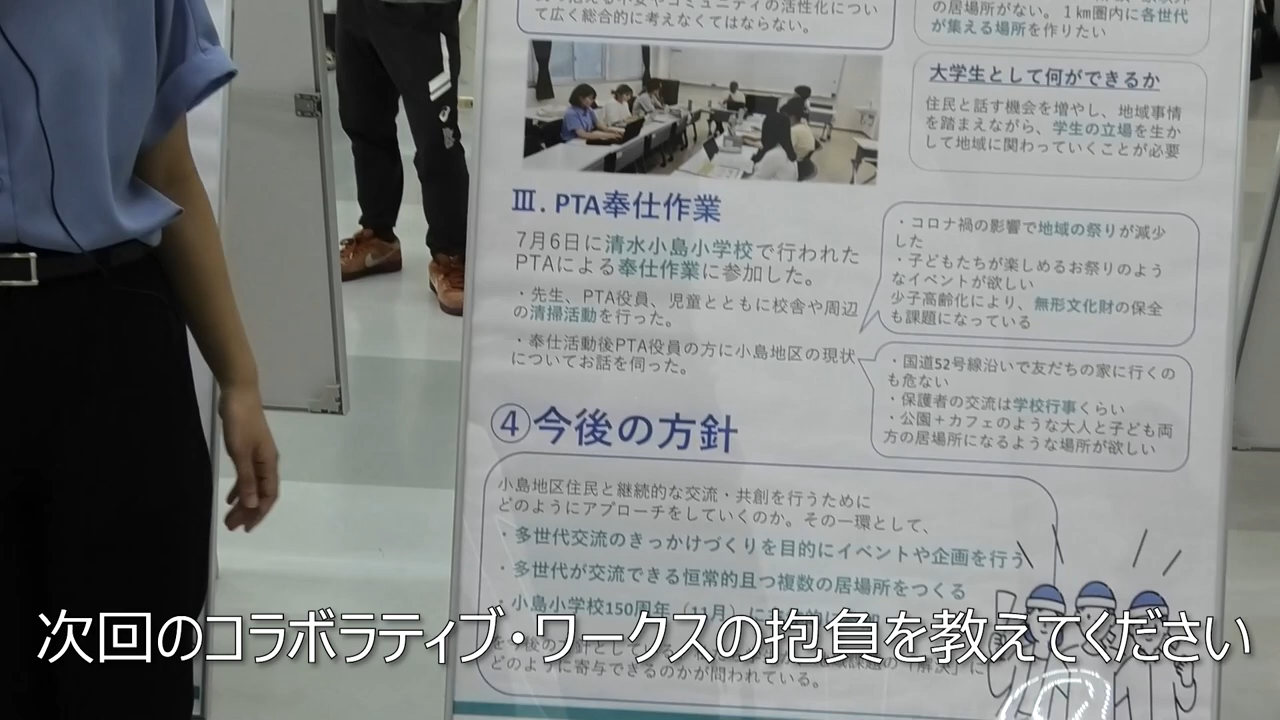 て広く総合的に考えなくてはならない。
の居場所がない。1㎞圏内に各世代
が集える場所を作りたい
大学生として何ができるか
住民と話す機会を増やし、地域事情
を踏まえながら、学生の立場を生か
して地域に関わっていくことが必要
Ⅲ. PTA奉仕作業
7月6日に清水小島小学校で行われた
PTAによる奉仕作業に参加した。
・先生、PTA役員、児童とともに校舎や周辺
の清掃活動を行った。
・奉仕活動後PTA役員の方に小島地区の現状
についてお話を伺った。
・コロナ禍の影響で地域の祭りが減少
した
・子どもたちが楽しめるお祭りのよう
なイベントが欲しい
少子高齢化により、無形文化財の保全
も課題になっている
・国道52号線沿いで友だちの家に行くの
も危ない
・保護者の交流は学校行事くらい
・公園＋カフェのような大人と子ども両
方の居場所になるような場所が欲しい
④今後の方針
小島地区住民と継続的な交流・共創を行うために
どのようにアプローチをしていくのか。その一環として、
・多世代交流のきっかけづくりを目的にイベントや企画を行う
・多世代が交流できる恒常的且つ複数の居場所をつくる
・小島小学校150周年（11月）に
次回のコラボラティブ・ワークスの抱負を教えてください
どのように寄与できるのかが問われている。